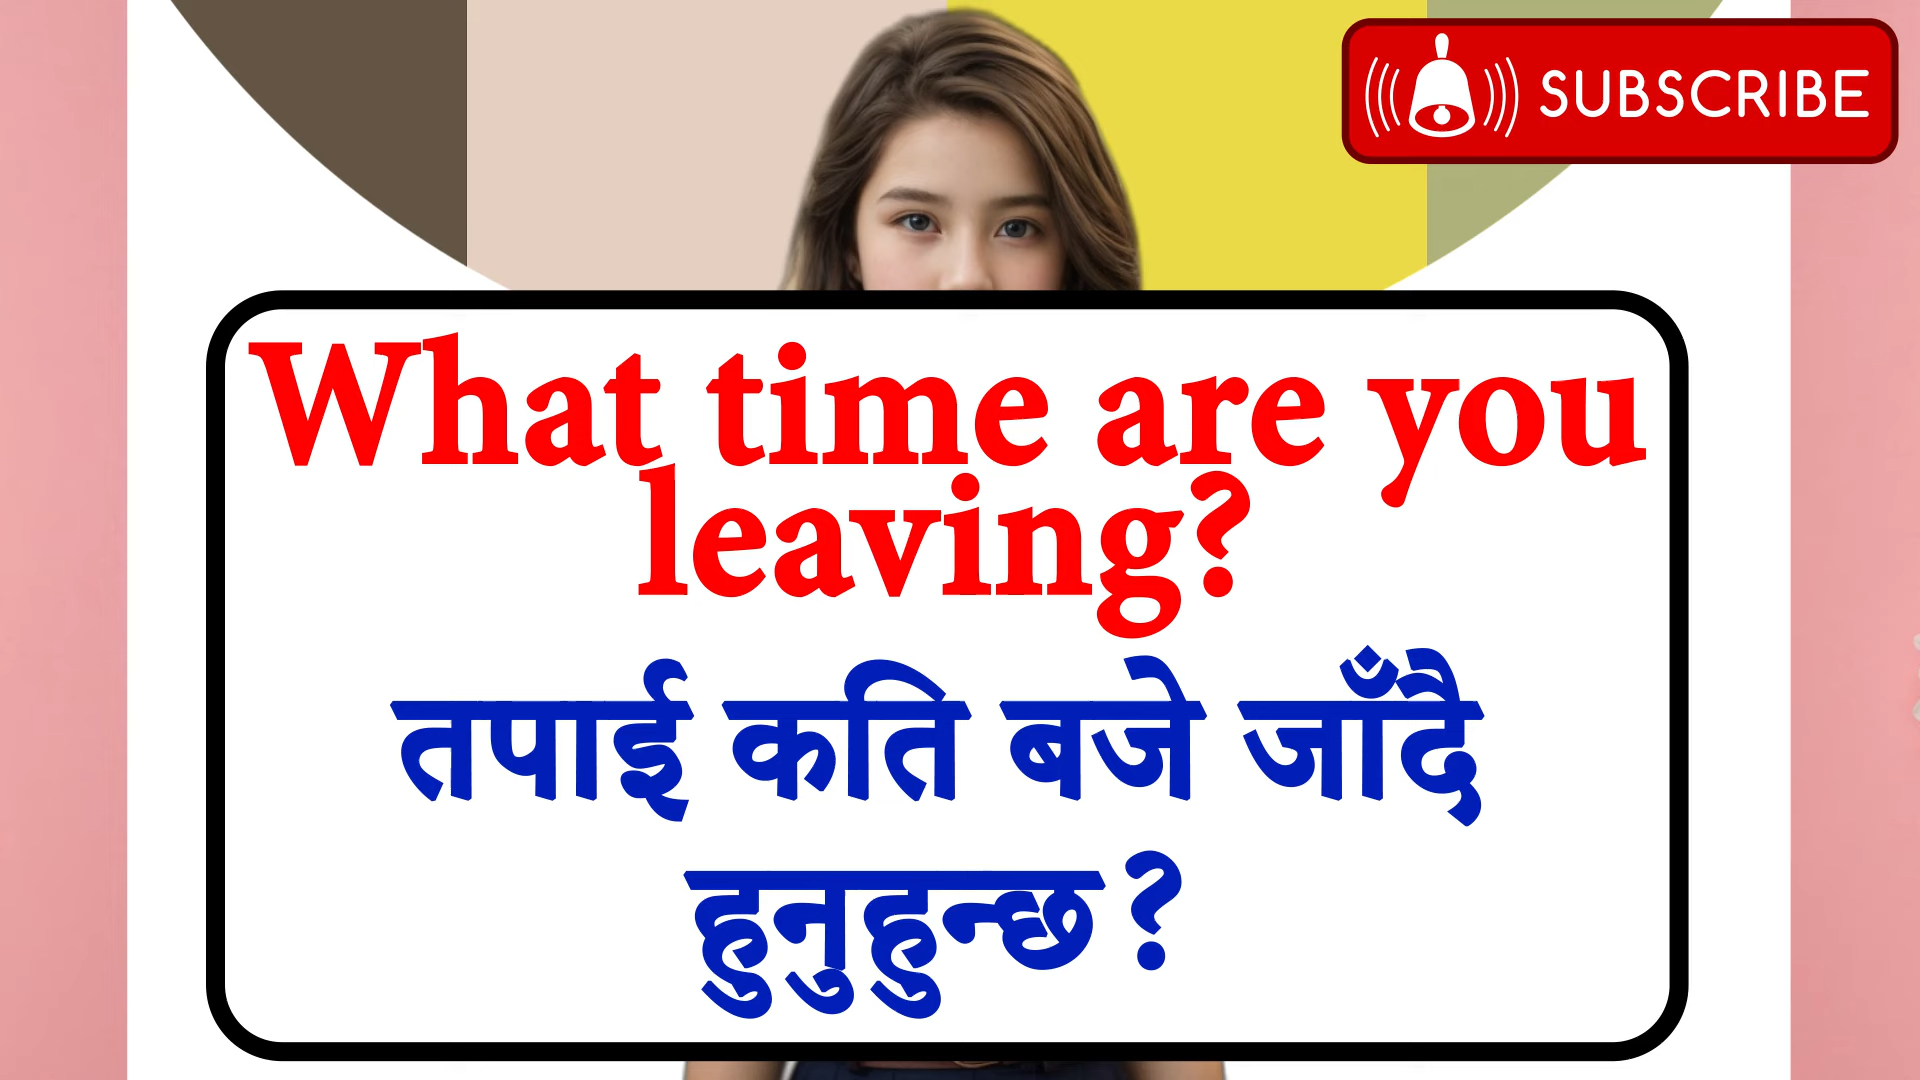 SUBSCRIBE
What time are you
leaving?
तपाई कति बजे जाँदै
हुनुहुन्छ?